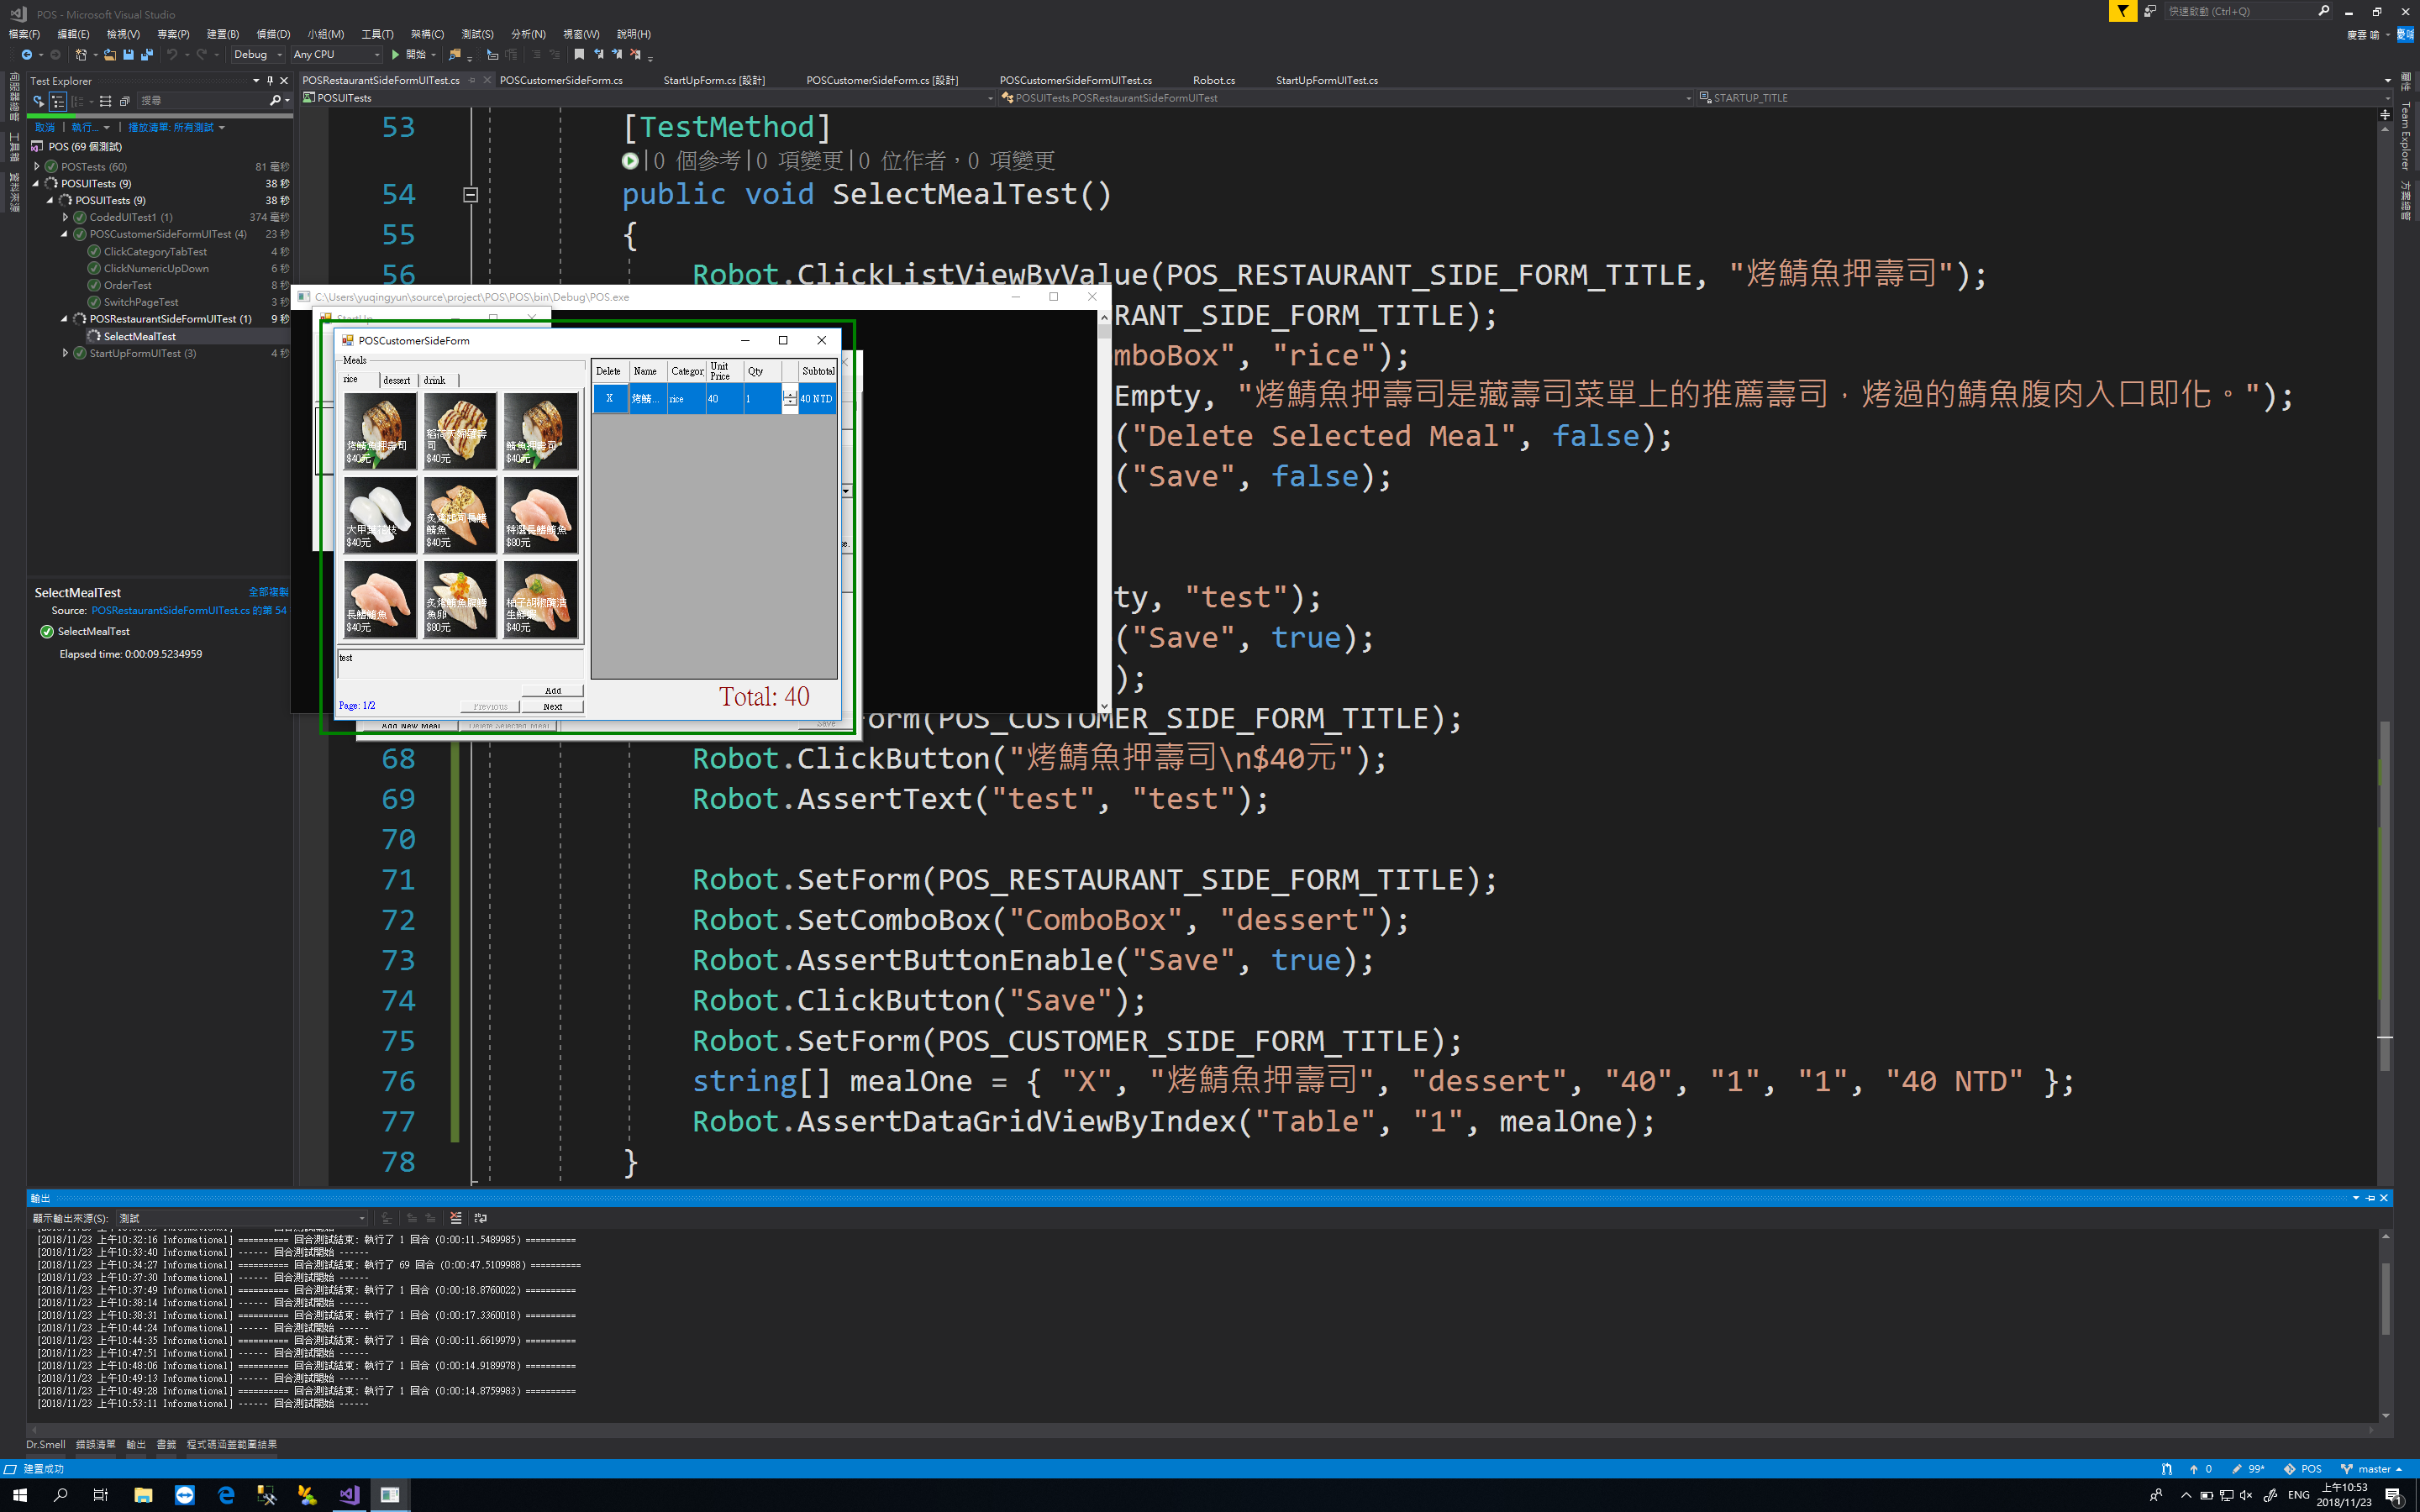 POS - Microsoft Visual Studio
快速啟動 (Ctrl+Q)
檔案(F) 編輯(E) 檢視(V) 專案(P) 建置(B) 偵錯(D) 小組(M) 工具(T) 架構(C) 測試(S) 分析(N) 視窗(W) 說明(H)
Debug Any CPU 開始
Test Explorer
POSRestaurantSideFormUITest.cs POSCustomerSideForm.cs StartUpForm.cs [設計] POSCustomerSideForm.cs [設計] POSCustomerSideFormUITest.cs Robot.cs StartUpFormUITest.cs
POSUITests POSUITests.POSRestaurantSideFormUITest STARTUP_TITLE
搜尋
取消 執行... 播放清單: 所有測試
POS (69 個測試)
POSTests (60) 81 毫秒
POSUITests (9) 38 秒
POSUITests (9) 38 秒
CodedUITest1 (1) 374 毫秒
POSCustomerSideFormUITest (4) 23 秒
ClickCategoryTabTest 4 秒
ClickNumericUpDown 6 秒
OrderTest 8 秒
SwitchPageTest 3 秒
POSRestaurantSideFormUITest (1) 9 秒
SelectMealTest
StartUpFormUITest (3) 4 秒
SelectMealTest 全部複製
Source: POSRestaurantSideFormUITest.cs 的第 54
SelectMealTest
Elapsed time: 0:00:09.5234959
Team Explorer
53 [TestMethod]
0 個參考|0 項變更|0 位作者，0 項變更
54 public void SelectMealTest()
55 {
56 Robot.ClickListViewByValue(POS_RESTAURANT_SIDE_FORM_TITLE, "烤鯖魚押壽司");
RANT_SIDE_FORM_TITLE);
mboBox", "rice");
Empty, "烤鯖魚押壽司是藏壽司菜單上的推薦壽司，烤過的鯖魚腹肉入口即化。");
("Delete Selected Meal", false);
("Save", false);
ty, "test");
("Save", true);
);
Form(POS_CUSTOMER_SIDE_FORM_TITLE);
68 Robot.ClickButton("烤鯖魚押壽司\n$40元");
69 Robot.AssertText("test", "test");
70
71 Robot.SetForm(POS_RESTAURANT_SIDE_FORM_TITLE);
72 Robot.SetComboBox("ComboBox", "dessert");
73 Robot.AssertButtonEnable("Save", true);
74 Robot.ClickButton("Save");
75 Robot.SetForm(POS_CUSTOMER_SIDE_FORM_TITLE);
76 string[] mealOne = { "X", "烤鯖魚押壽司", "dessert", "40", "1", "1", "40 NTD" };
77 Robot.AssertDataGridViewByIndex("Table", "1", mealOne);
78 }
C:\Users\yuqingyun\source\project\POS\POS\bin\Debug\POS.exe
StartUp
POSCustomerSideForm
Meals
rice dessert drink
Delete Name Categor Unit Price Qty Subtotal
X 烤鯖... rice 40 1 40 NTD
烤鯖魚押壽司
$40元
$40元
鯖魚押壽司
$40元
$40元
$40元
特選長鰭鮪魚
$80元
長鰭鮪魚
$40元
$80元
$40元
test
Add
Page: 1/2 Previous Next
Total: 40
Add New Meal Delete Selected Meal Save
輸出
顯示輸出來源(S): 測試
[2018/11/23 上午10:32:16 Informational] ========== 回合測試結束: 執行了 1 回合 (0:00:11.5489985) ==========
[2018/11/23 上午10:33:40 Informational] ------ 回合測試開始 ------
[2018/11/23 上午10:34:27 Informational] ========== 回合測試結束: 執行了 69 回合 (0:00:47.5109988) ==========
[2018/11/23 上午10:37:30 Informational] ------ 回合測試開始 ------
[2018/11/23 上午10:37:49 Informational] ========== 回合測試結束: 執行了 1 回合 (0:00:18.8760022) ==========
[2018/11/23 上午10:38:14 Informational] ------ 回合測試開始 ------
[2018/11/23 上午10:38:31 Informational] ========== 回合測試結束: 執行了 1 回合 (0:00:17.3360018) ==========
[2018/11/23 上午10:44:24 Informational] ------ 回合測試開始 ------
[2018/11/23 上午10:44:35 Informational] ========== 回合測試結束: 執行了 1 回合 (0:00:11.6619979) ==========
[2018/11/23 上午10:47:51 Informational] ------ 回合測試開始 ------
[2018/11/23 上午10:48:06 Informational] ========== 回合測試結束: 執行了 1 回合 (0:00:14.9189978) ==========
[2018/11/23 上午10:49:13 Informational] ------ 回合測試開始 ------
[2018/11/23 上午10:49:28 Informational] ========== 回合測試結束: 執行了 1 回合 (0:00:14.8759983) ==========
[2018/11/23 上午10:53:11 Informational] ------ 回合測試開始 ------
Dr.Smell 錯誤清單 輸出 書籤 程式碼涵蓋範圍結果
建置成功 0 99* POS master
ENG 上午10:53
2018/11/23